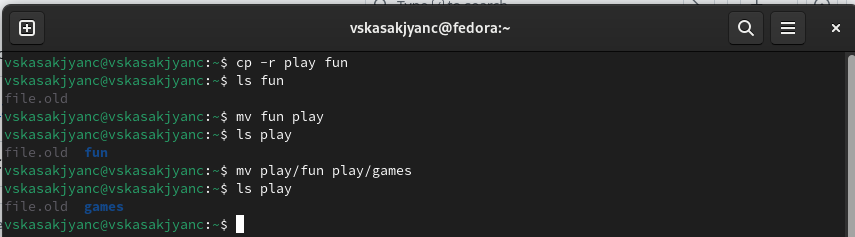 vskasakjyanc@fedora:~
vskasakjyanc@vskasakjyanc:~$ cp -r play fun
vskasakjyanc@vskasakjyanc:~$ ls fun
file.old
vskasakjyanc@vskasakjyanc:~$ mv fun play
vskasakjyanc@vskasakjyanc:~$ ls play
file.old  fun
vskasakjyanc@vskasakjyanc:~$ mv play/fun play/games
vskasakjyanc@vskasakjyanc:~$ ls play
file.old  games
vskasakjyanc@vskasakjyanc:~$